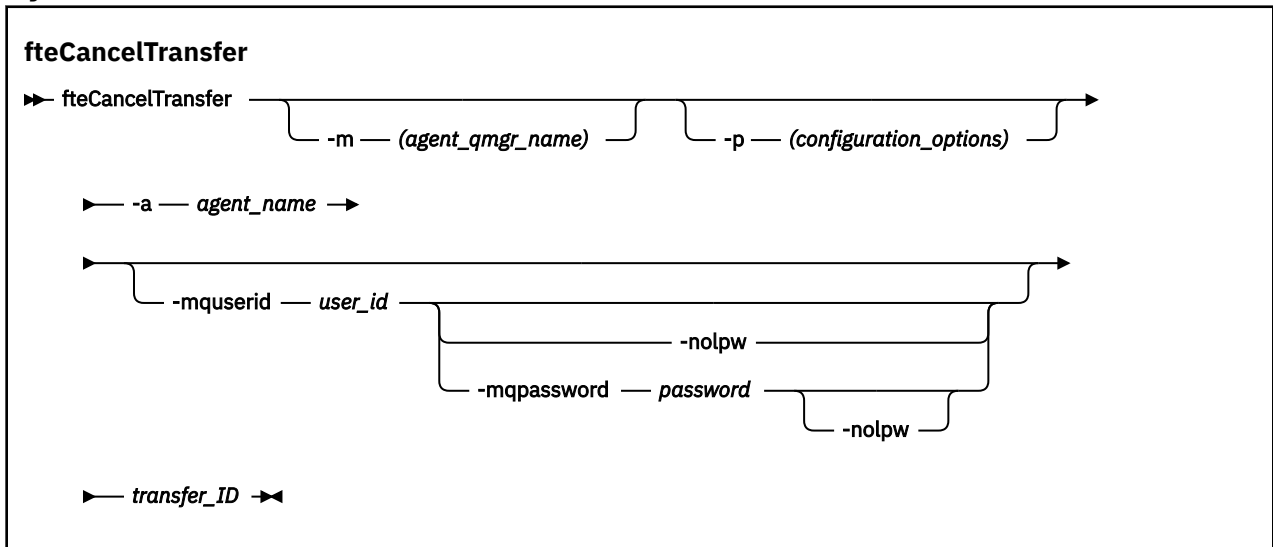 fteCancelTransfer
fteCancelTransfer
-m (agent_qmgr_name) -p (configuration_options)
-a agent_name
-mquserid user_id
-nolpw
-mqpassword password
-nolpw
transfer_ID